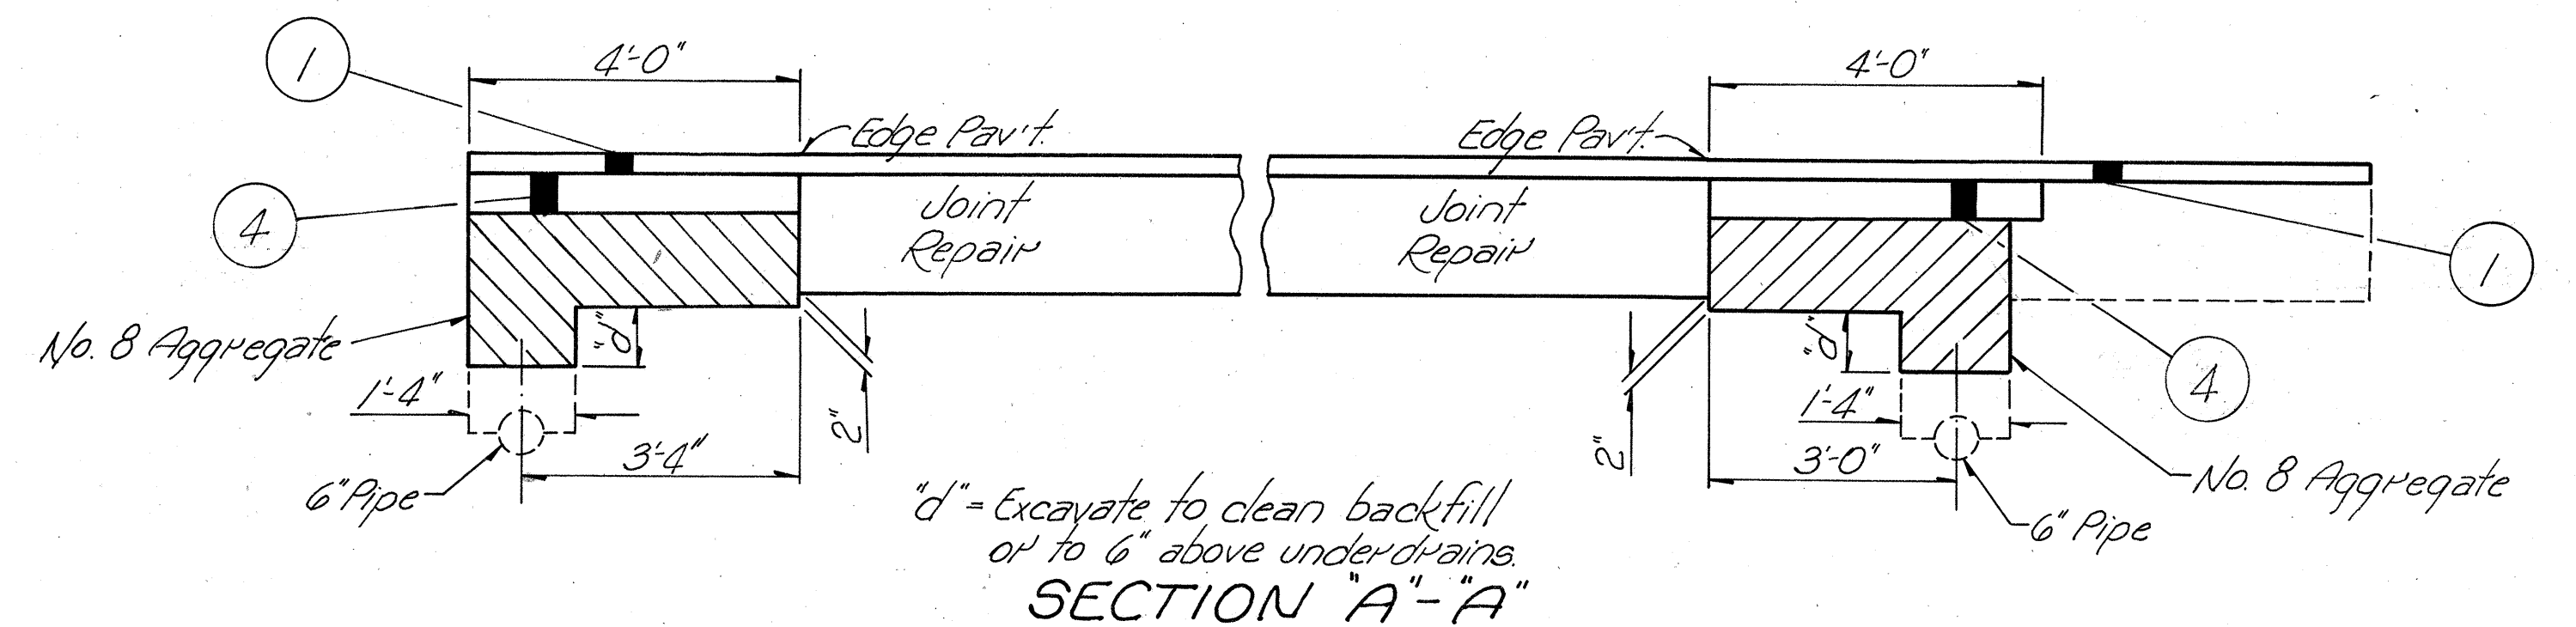 1
4'-0"
4'-0"
Edge Pav't.
Edge Pav't.
4
Joint
Repair
Joint
Repair
1
No. 8 Aggregate
"d"
"d"
4
1'-4"
2"
2"
1'-4"
3'-4"
3'-0"
6" Pipe
No. 8 Aggregate
6" Pipe
"d" = Excavate to clean backfill
or to 6" above underdrains.
SECTION "A"-"A"